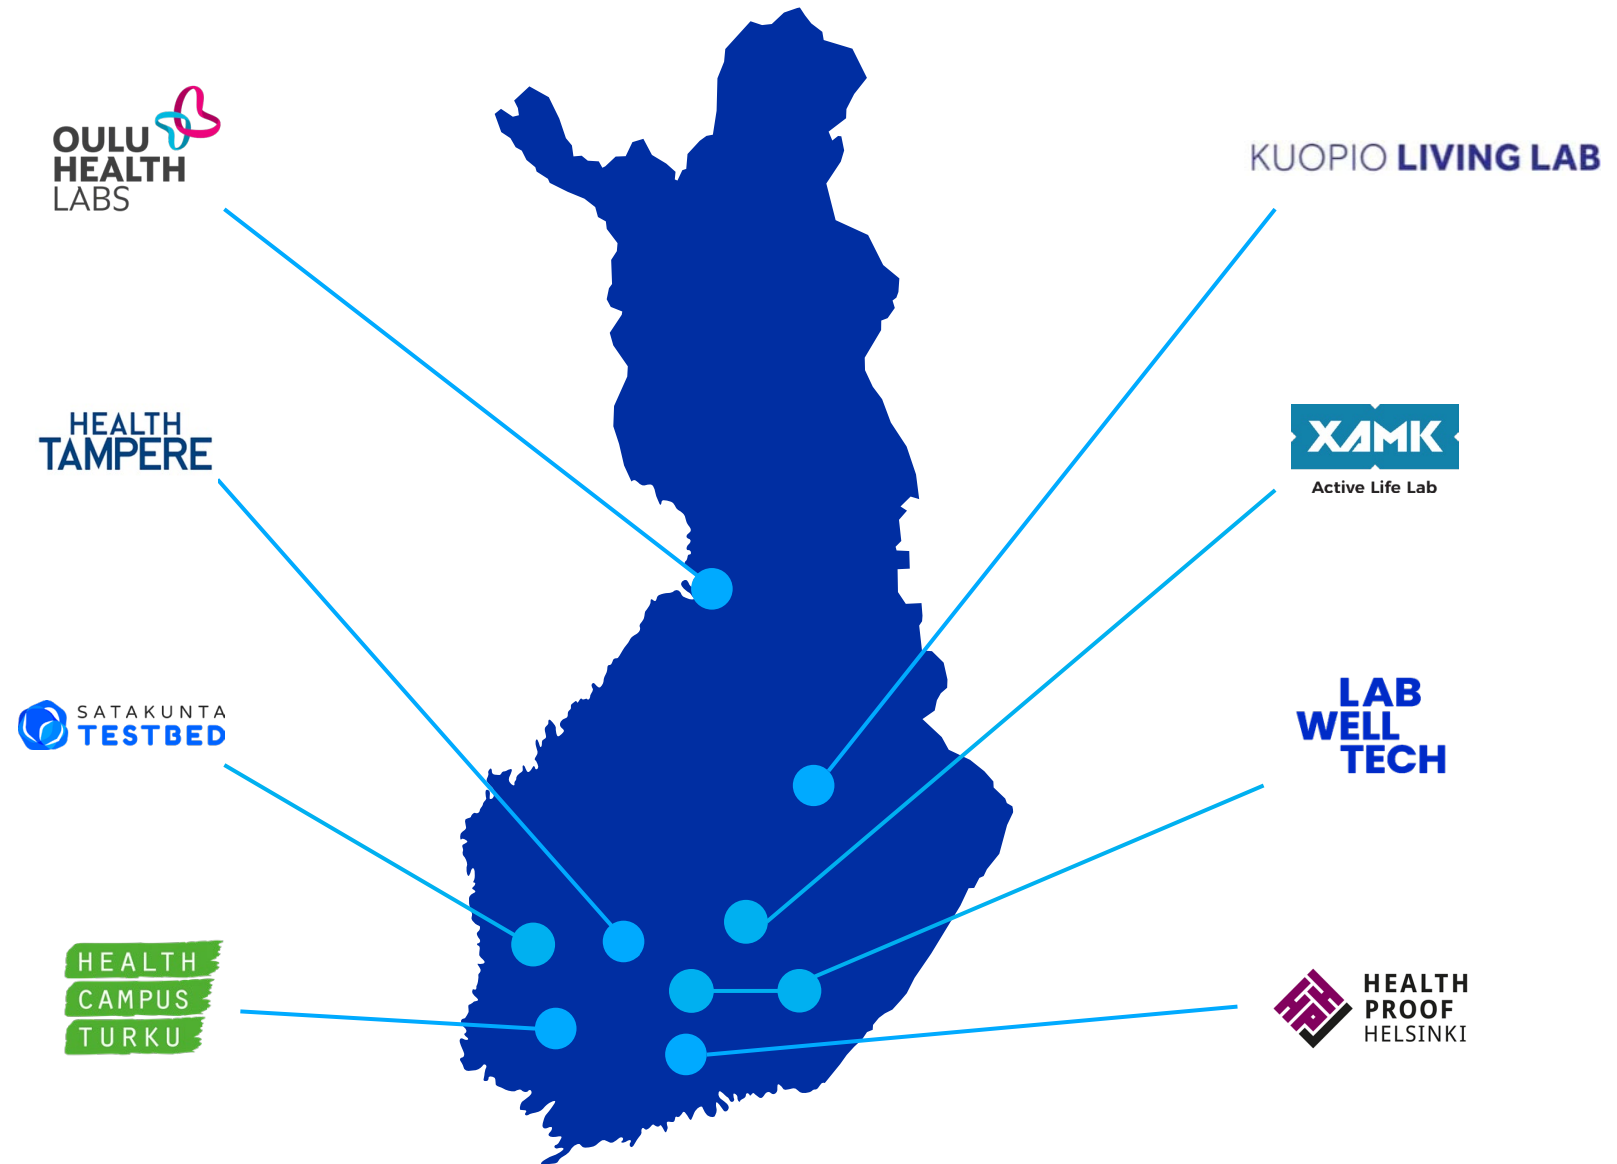 OULU
HEALTH
LABS
HEALTH
TAMPERE
SATAKUNTA
TESTBED
HEALTH
CAMPUS
TURKU
KUOPIO LIVING LAB
XAMK
Active Life Lab
LAB
WELL
TECH
HEALTH
PROOF
HELSINKI